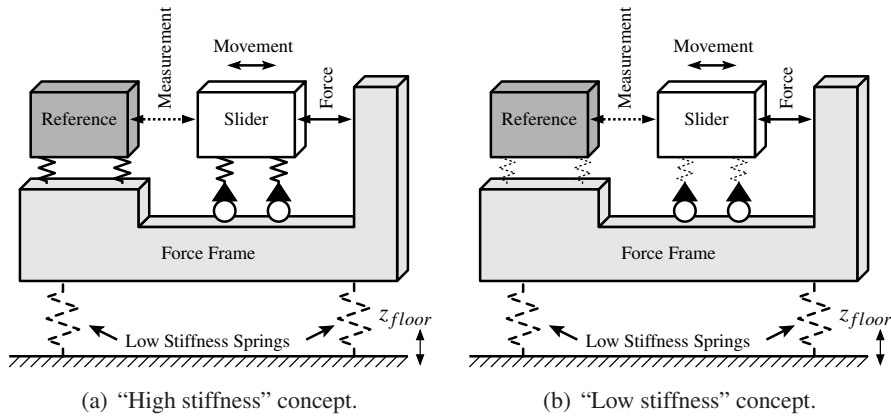 Movement
Measurement
Force
Reference
Slider
Force Frame
Low Stiffness Springs
z_floor
(a) “High stiffness” concept.
Movement
Measurement
Force
Reference
Slider
Force Frame
Low Stiffness Springs
z_floor
(b) “Low stiffness” concept.